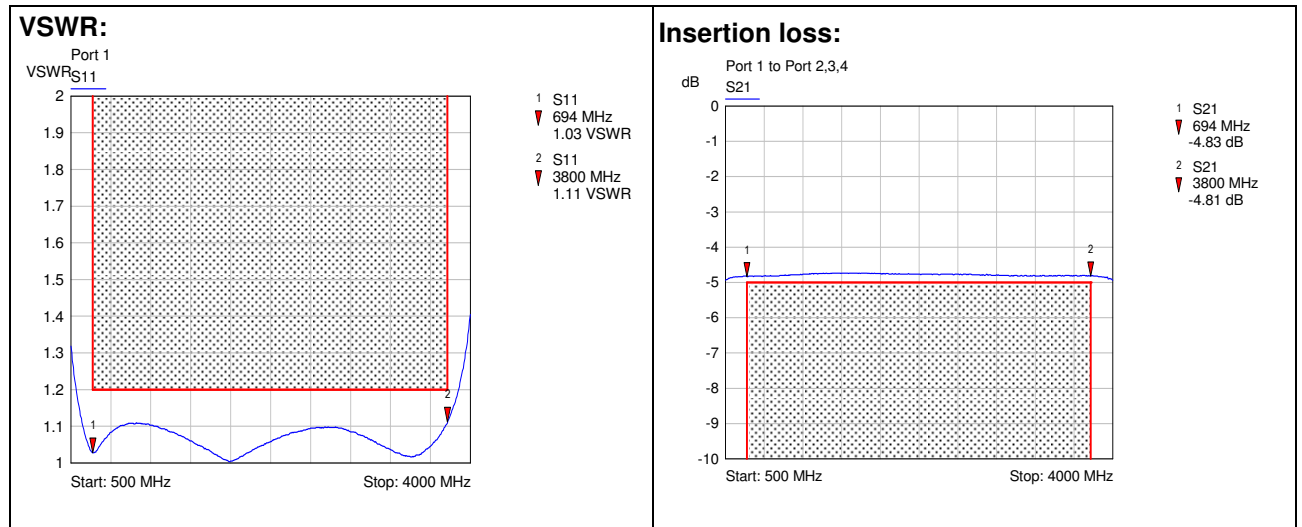 VSWR:
Port 1
VSWR
S11
2
1.9
1.8
1.7
1.6
1.5
1.4
1.3
1.2
1.1
1
1
2
Start: 500 MHz
Stop: 4000 MHz
1 S11
694 MHz
1.03 VSWR
2 S11
3800 MHz
1.11 VSWR
Insertion loss:
Port 1 to Port 2,3,4
dB
S21
0
-1
-2
-3
-4
-5
-6
-7
-8
-9
-10
1
2
Start: 500 MHz
Stop: 4000 MHz
1 S21
694 MHz
-4.83 dB
2 S21
3800 MHz
-4.81 dB